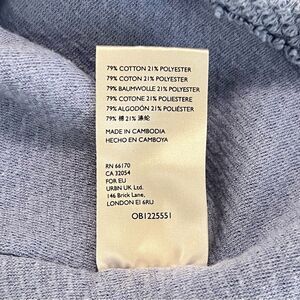 79% COTTON 21% POLYESTER
79% COTON 21% POLYESTER
79% BAUMWOLLE 21% POLYESTER
79% COTONE 21% POLIESTERE
79% ALGODÓN 21% POLIÉSTER
79% 棉 21% 涤纶
MADE IN CAMBODIA
HECHO EN CAMBOYA
RN 66170
CA 32054
FOR EU
URBN UK Ltd.
146 Brick Lane,
LONDON E1 6RU
OB1225551